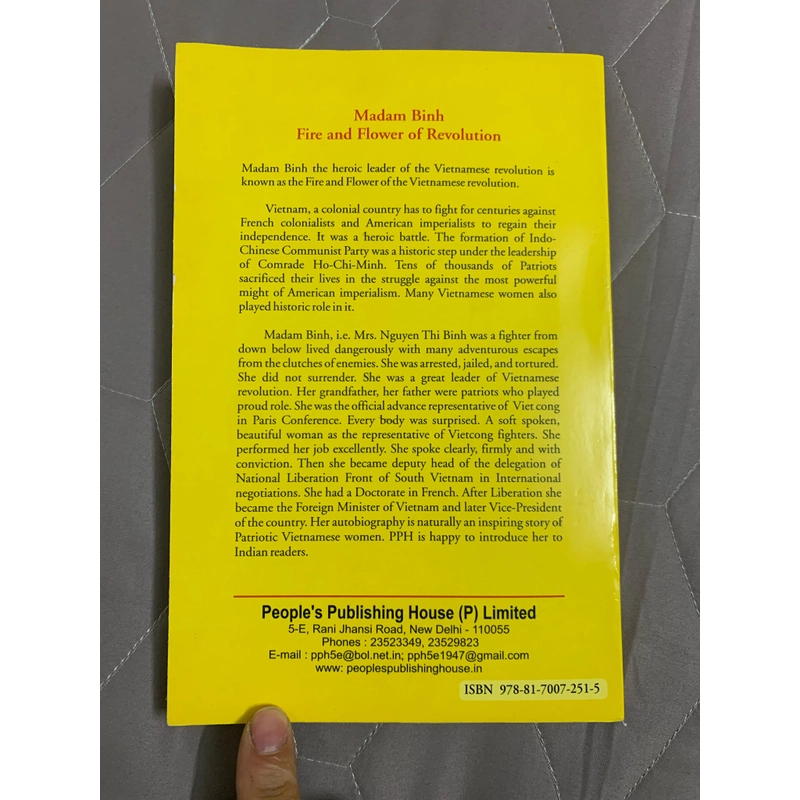 Madam Binh
Fire and Flower of Revolution
Madam Binh the heroic leader of the Vietnamese revolution is
known as the Fire and Flower of the Vietnamese revolution.
Vietnam, a colonial country has to fight for centuries against
French colonialists and American imperialists to regain their
independence. It was a heroic battle. The formation of Indo-
Chinese Communist Party was a historic step under the leadership
of Comrade Ho-Chi-Minh. Tens of thousands of Patriots
sacrificed their lives in the struggle against the most powerful
might of American imperialism. Many Vietnamese women also
played historic role in it.
Madam Binh, i.e. Mrs. Nguyen Thi Binh was a fighter from
down below lived dangerously with many adventurous escapes
from the clutches of enemies. She was arrested, jailed, and tortured.
She did not surrender. She was a great leader of Vietnamese
revolution. Her grandfather, her father were patriots who played
proud role. She was the official advance representative of Viet cong
in Paris Conference. Every body was surprised. A soft spoken,
beautiful woman as the representative of Vietcong fighters. She
performed her job excellently. She spoke clearly, firmly and with
conviction. Then she became deputy head of the delegation of
National Liberation Front of South Vietnam in International
negotiations. She had a Doctorate in French. After Liberation she
became the Foreign Minister of Vietnam and later Vice-President
of the country. Her autobiography is naturally an inspiring story of
Patriotic Vietnamese women. PPH is happy to introduce her to
Indian readers.
People's Publishing House (P) Limited
5-E, Rani Jhansi Road, New Delhi - 110055
Phones : 23523349, 23529823
E-mail : pph5e@bol.net.in; pph5e1947@gmail.com
www: peoplespublishinghouse.in
ISBN 978-81-7007-251-5